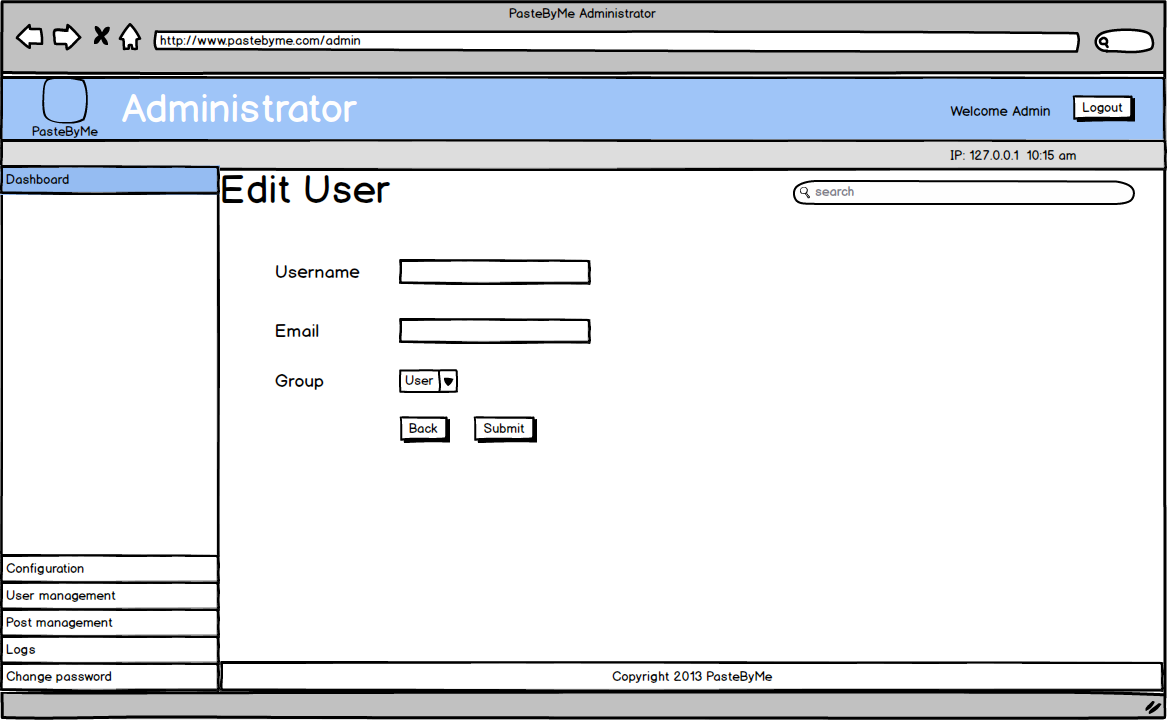 PasteByMe Administrator
http://www.pastebyme.com/admin
PasteByMe
Administrator
Welcome Admin
Logout
IP: 127.0.0.1 10:15 am
Dashboard
Edit User
search
Username
Email
Group
User
Back
Submit
Configuration
User management
Post management
Logs
Change password
Copyright 2013 PasteByMe